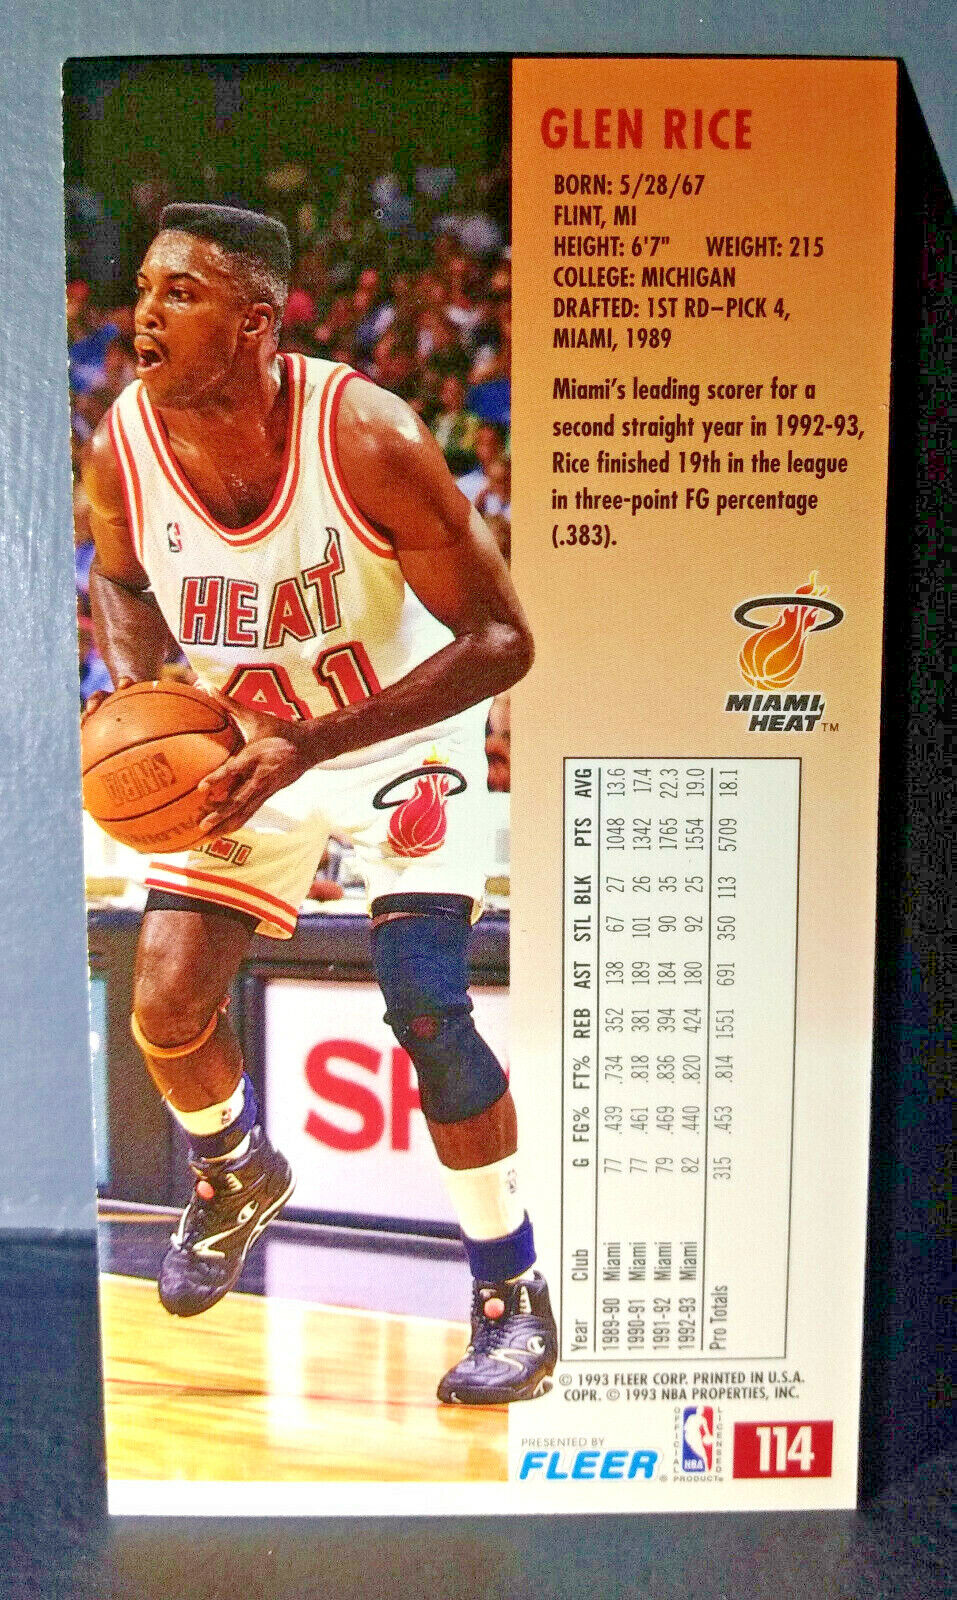 GLEN RICE
BORN: 5/28/67
FLINT, MI
HEIGHT: 6'7" WEIGHT: 215
COLLEGE: MICHIGAN
DRAFTED: 1ST RD–PICK 4,
MIAMI, 1989
Miami's leading scorer for a
second straight year in 1992-93,
Rice finished 19th in the league
in three-point FG percentage
(.383).
MIAMI
HEAT™
HEAT
41
Year Club G FG% FT% REB AST STL BLK PTS AVG
1989-90 Miami 77 .439 .734 352 138 67 27 1048 13.6
1990-91 Miami 77 .461 .818 381 189 101 26 1342 17.4
1991-92 Miami 79 .469 .836 394 184 90 35 1765 22.3
1992-93 Miami 82 .440 .820 424 180 92 25 1554 19.0
Pro Totals 315 .453 .814 1551 691 350 113 5709 18.1
© 1993 FLEER CORP. PRINTED IN U.S.A.
COPR. © 1993 NBA PROPERTIES, INC.
PRESENTED BY
FLEER®
OFFICIAL
NBA
LICENSED
PRODUCT®
114